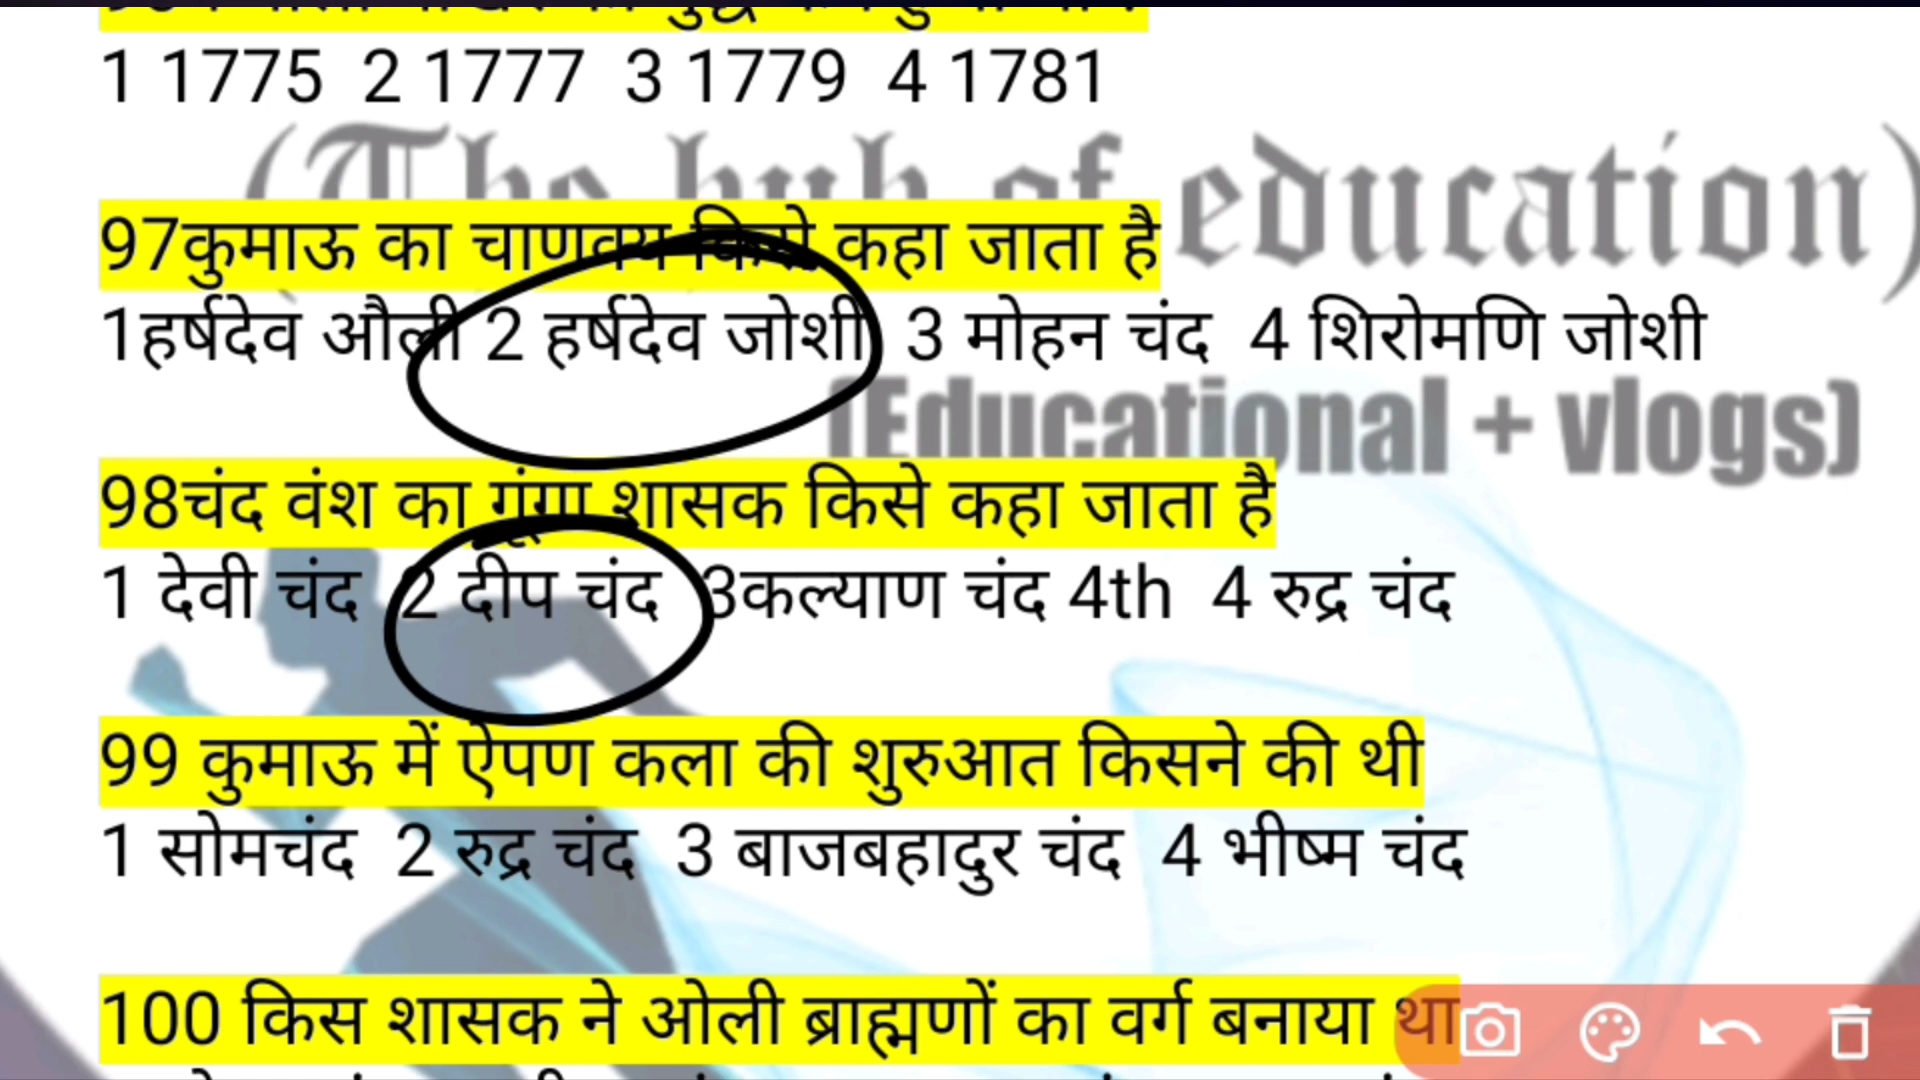 1 1775 2 1777 3 1779 4 1781
(The hub of education)
97कुमाऊ का चाणक्य किसे कहा जाता है
1हर्षदेव औली 2 हर्षदेव जोशी 3 मोहन चंद 4 शिरोमणि जोशी
(Educational + vlogs)
98चंद वंश का गूंगा शासक किसे कहा जाता है
1 देवी चंद 2 दीप चंद 3कल्याण चंद 4th 4 रुद्र चंद
99 कुमाऊ में ऐपण कला की शुरुआत किसने की थी
1 सोमचंद 2 रुद्र चंद 3 बाजबहादुर चंद 4 भीष्म चंद
100 किस शासक ने ओली ब्राह्मणों का वर्ग बनाया था